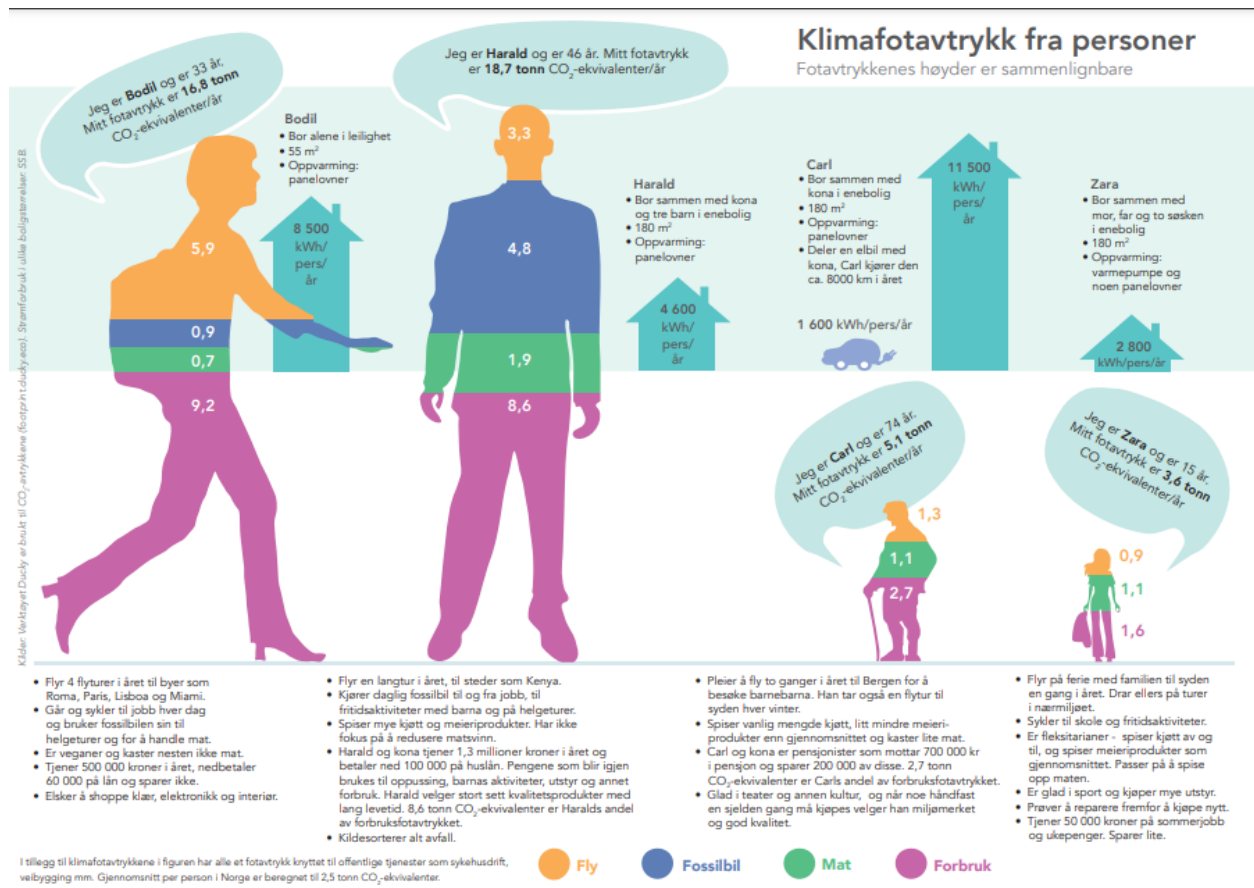 Klimafotavtrykk fra personer
Fotavtrykkenes høyder er sammenlignbare
Jeg er Bodil og er 33 år.
Mitt fotavtrykk er 16,8 tonn
CO₂-ekvivalenter/år
Jeg er Harald og er 46 år. Mitt fotavtrykk
er 18,7 tonn CO₂-ekvivalenter/år
Bodil
• Bor alene i leilighet
• 55 m²
• Oppvarming:
panelovner
8 500
kWh/
pers/
år
5,9
0,9
0,7
9,2
3,3
4,8
1,9
8,6
Harald
• Bor sammen med kona
og tre barn i enebolig
• 180 m²
• Oppvarming:
panelovner
4 600
kWh/
pers/
år
Carl
• Bor sammen med
kona i enebolig
• 180 m²
• Oppvarming:
panelovner
• Deler en elbil med
kona, Carl kjører den
ca. 8000 km i året
1 600 kWh/pers/år
11 500
kWh/
pers/
år
Zara
• Bor sammen med
mor, far og to søsken
i enebolig
• 180 m²
• Oppvarming:
varmepumpe og
noen panelovner
2 800
kWh/pers/år
Jeg er Carl og er 74 år.
Mitt fotavtrykk er 5,1 tonn
CO₂-ekvivalenter/år
1,3
1,1
2,7
Jeg er Zara og er 15 år.
Mitt fotavtrykk er 3,6 tonn
CO₂-ekvivalenter/år
0,9
1,1
1,6
Kilder: Verktøyet Ducky er brukt til CO₂-avtrykkene (footprint.ducky.eco). Strømforbruk i ulike boligstørrelser: SSB.
• Flyr 4 flyturer i året til byer som
Roma, Paris, Lisboa og Miami.
• Går og sykler til jobb hver dag
og bruker fossilbilen sin til
helgeturer og for å handle mat.
• Er veganer og kaster nesten ikke mat.
• Tjener 500 000 kroner i året, nedbetaler
60 000 på lån og sparer ikke.
• Elsker å shoppe klær, elektronikk og interiør.
• Flyr en langtur i året, til steder som Kenya.
• Kjører daglig fossilbil til og fra jobb, til
fritidsaktiviteter med barna og på helgeturer.
• Spiser mye kjøtt og meieriprodukter. Har ikke
fokus på å redusere matsvinn.
• Harald og kona tjener 1,3 millioner kroner i året og
betaler ned 100 000 på huslån. Pengene som blir igjen
brukes til oppussing, barnas aktiviteter, utstyr og annet
forbruk. Harald velger stort sett kvalitetsprodukter med
lang levetid. 8,6 tonn CO₂-ekvivalenter er Haralds andel
av forbruksfotavtrykket.
• Kildesorterer alt avfall.
• Pleier å fly to ganger i året til Bergen for å
besøke barnebarna. Han tar også en flytur til
syden hver vinter.
• Spiser vanlig mengde kjøtt, litt mindre meieri-
produkter enn gjennomsnittet og kaster lite mat.
• Carl og kona er pensjonister som mottar 700 000 kr
i pensjon og sparer 200 000 av disse. 2,7 tonn
CO₂-ekvivalenter er Carls andel av forbruksfotavtrykket.
• Glad i teater og annen kultur, og når noe håndfast
en sjelden gang må kjøpes velger han miljømerket
og god kvalitet.
• Flyr på ferie med familien til syden
en gang i året. Drar ellers på turer
i nærmiljøet.
• Sykler til skole og fritidsaktiviteter.
• Er fleksitarianer - spiser kjøtt av og
til, og spiser meieriprodukter som
gjennomsnittet. Passer på å spise
opp maten.
• Er glad i sport og kjøper mye utstyr.
• Prøver å reparere fremfor å kjøpe nytt.
• Tjener 50 000 kroner på sommerjobb
og ukepenger. Sparer lite.
I tillegg til klimafotavtrykkene i figuren har alle et fotavtrykk knyttet til offentlige tjenester som sykehusdrift,
veibygging mm. Gjennomsnitt per person i Norge er beregnet til 2,5 tonn CO₂-ekvivalenter.
Fly
Fossilbil
Mat
Forbruk